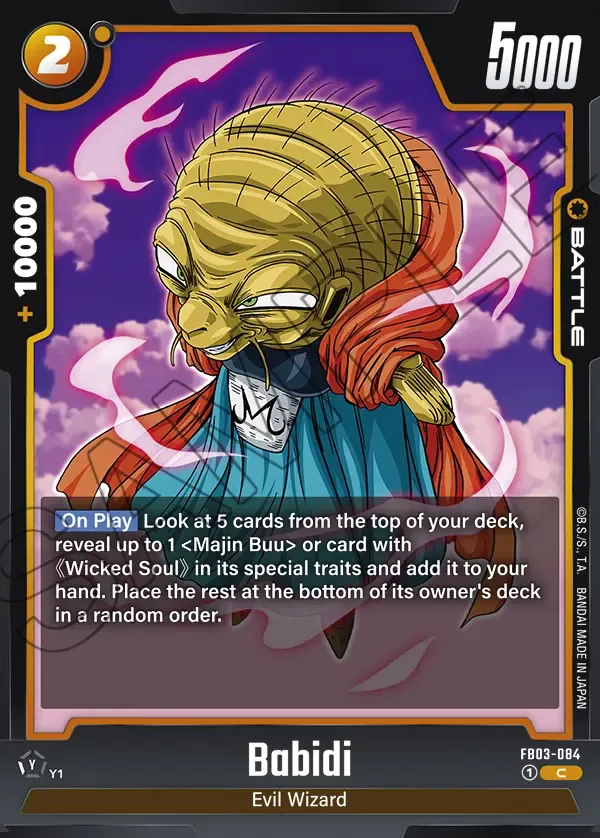 2
5000
+ 10000
BATTLE
SAMPLE
M
On Play Look at 5 cards from the top of your deck,
reveal up to 1 <Majin Buu> or card with
《Wicked Soul》 in its special traits and add it to your
hand. Place the rest at the bottom of its owner's deck
in a random order.
©B.S./S., T.A. BANDAI MADE IN JAPAN
Babidi
FB03-084
Y Y1
1 C
Evil Wizard